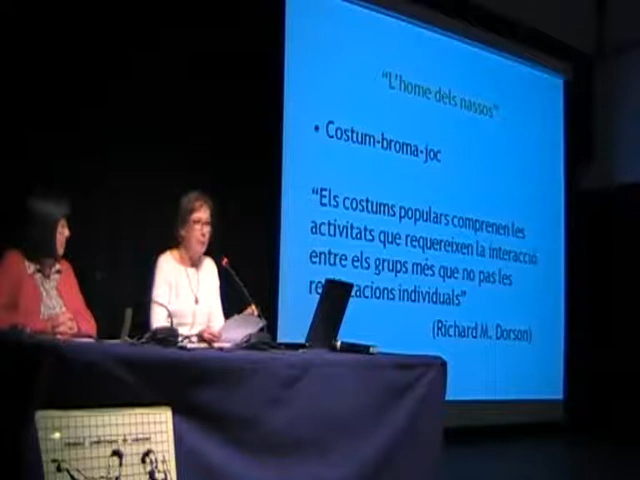 "L'home dels nassos"
• Costum-broma-joc
"Els costums populars comprenen les
activitats que requereixen la interacció
entre els grups més que no pas les
individuals"
(Richard M. Dorson)